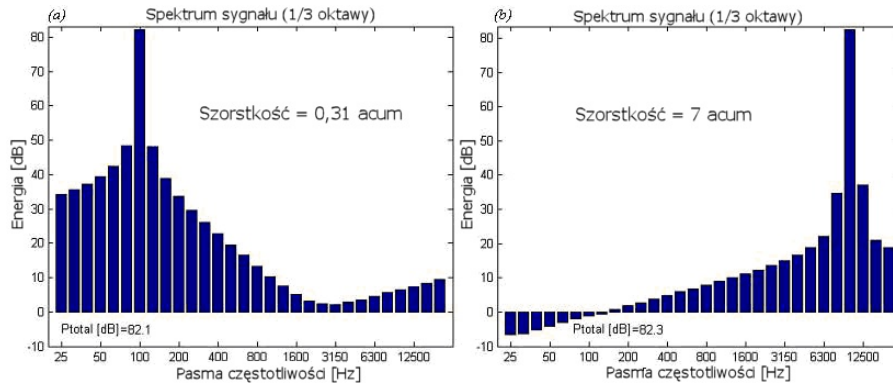 (a) Spektrum sygnału (1/3 oktawy)
80
70
60
50
40
30
20
10
0
-10
Energia [dB]
Szorstkość = 0,31 acum
Ptotal [dB]=82.1
25 50 100 200 400 800 1600 3150 6300 12500
Pasma częstotliwości [Hz]
(b) Spektrum sygnału (1/3 oktawy)
80
70
60
50
40
30
20
10
0
-10
Energia [dB]
Szorstkość = 7 acum
Ptotal [dB]=82.3
25 50 100 200 400 800 1600 3150 6300 12500
Pasma częstotliwości [Hz]